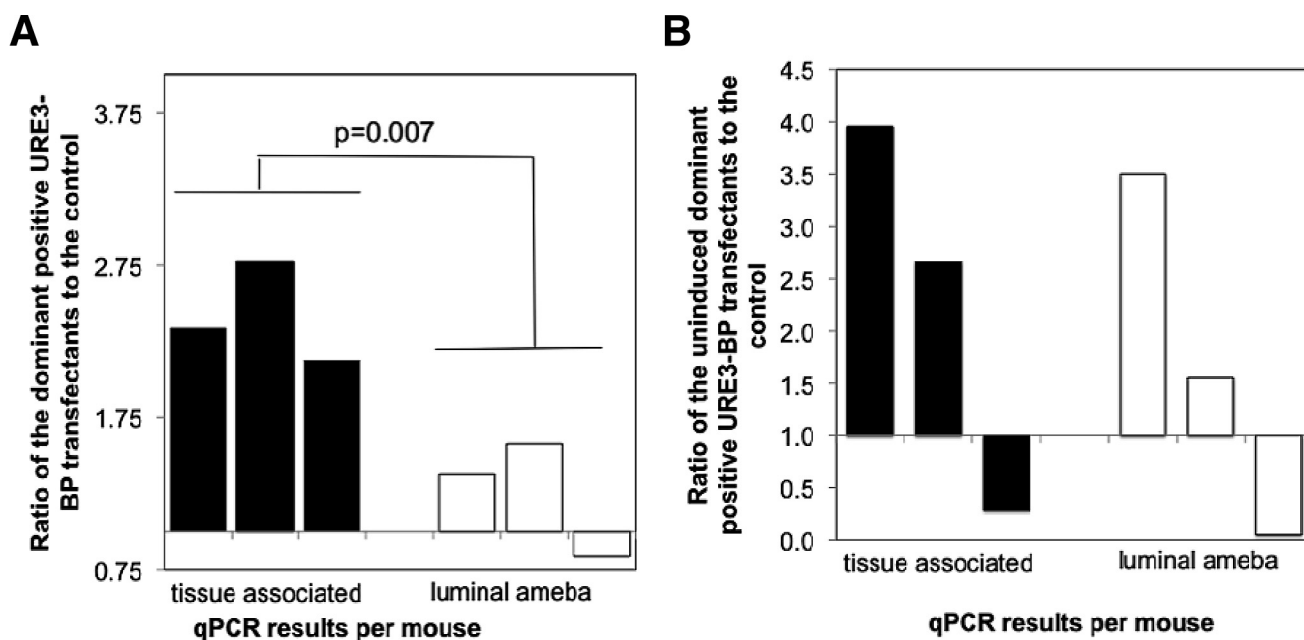 A
Ratio of the dominant positive URE3-
BP transfectants to the control
3.75
2.75
1.75
0.75
p=0.007
tissue associated
luminal ameba
qPCR results per mouse
B
Ratio of the uninduced dominant
positive URE3-BP transfectants to the
control
4.5
4.0
3.5
3.0
2.5
2.0
1.5
1.0
0.5
0.0
tissue associated
luminal ameba
qPCR results per mouse